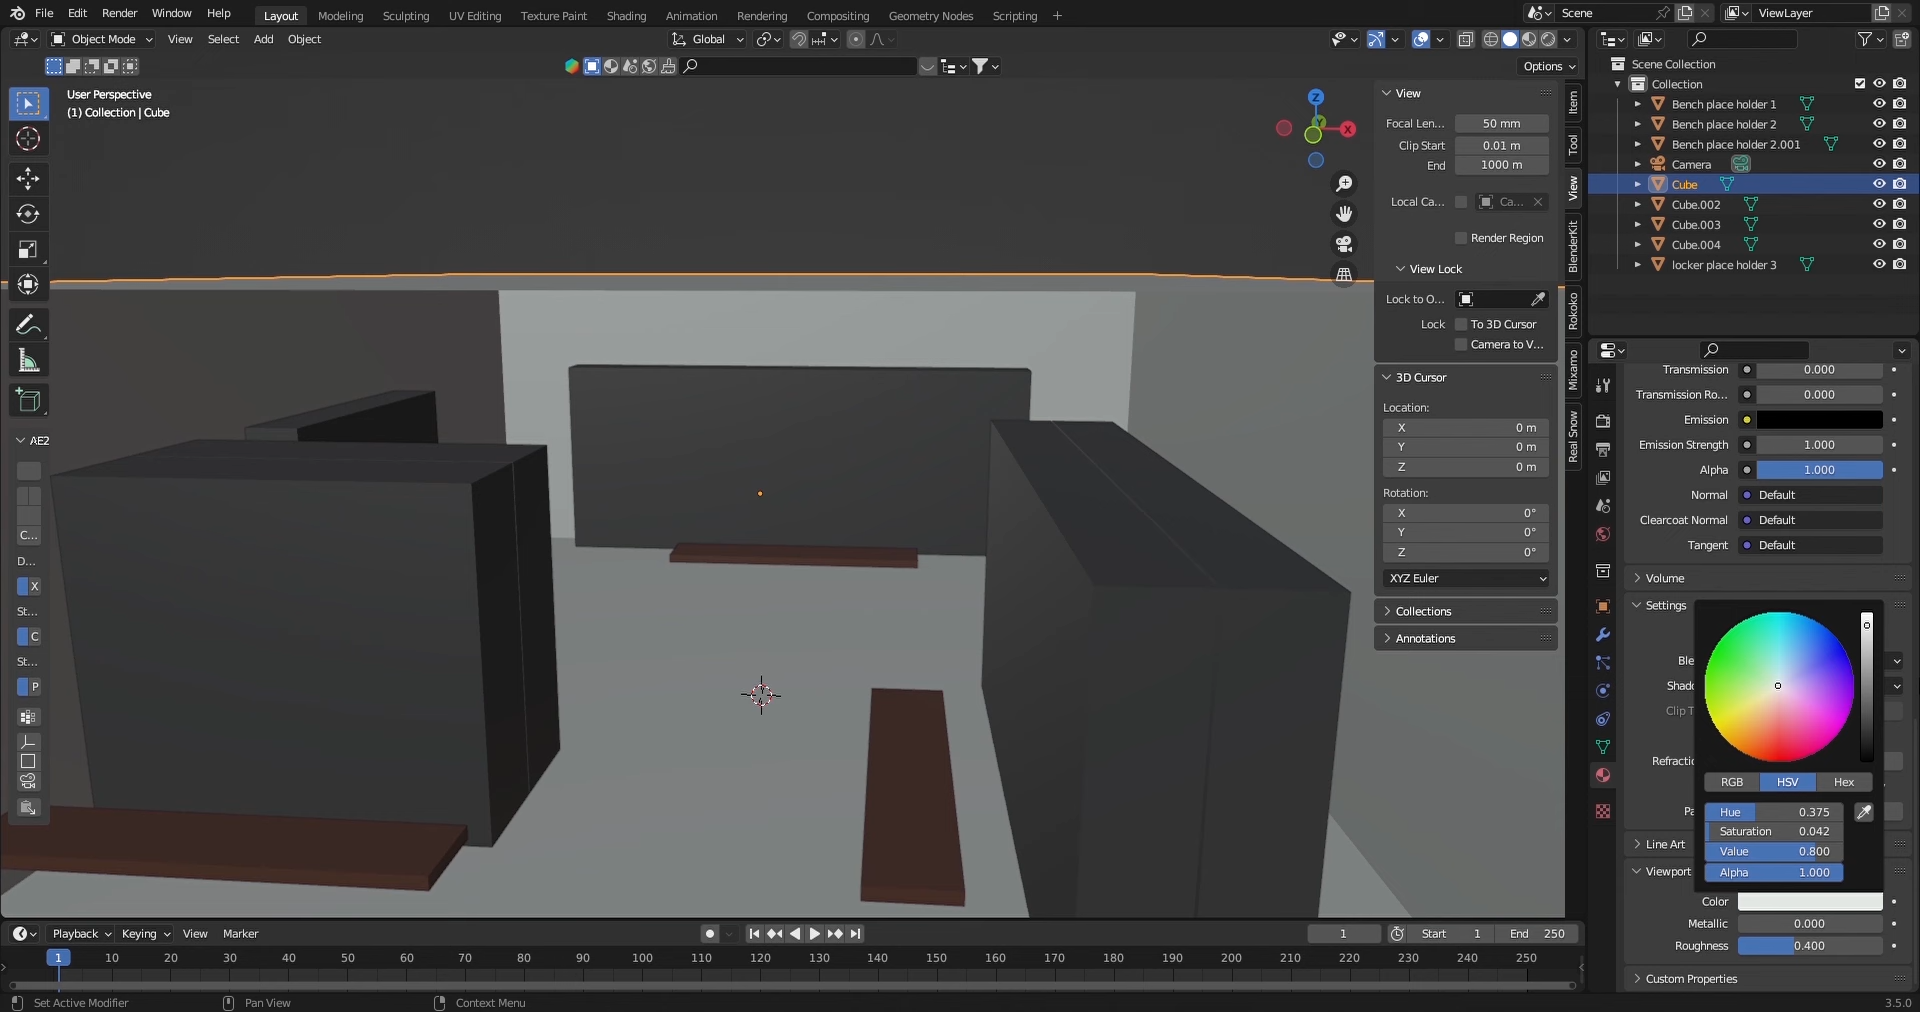 File Edit Render Window Help Layout Modeling Sculpting UV Editing Texture Paint Shading Animation Rendering Compositing Geometry Nodes Scripting + Scene ViewLayer
Object Mode View Select Add Object Global
Options
User Perspective
(1) Collection | Cube
AE2
C...
D...
X
St...
C
St...
P
View
Focal Len... 50 mm
Clip Start 0.01 m
End 1000 m
Local Ca... Ca...
Render Region
View Lock
Lock to O...
Lock To 3D Cursor
Camera to V...
3D Cursor
Location:
X 0 m
Y 0 m
Z 0 m
Rotation:
X 0°
Y 0°
Z 0°
XYZ Euler
Collections
Annotations
Item
Tool
View
BlenderKit
Rokoko
Mixamo
Real Snow
Scene Collection
Collection
Bench place holder 1
Bench place holder 2
Bench place holder 2.001
Camera
Cube
Cube.002
Cube.003
Cube.004
locker place holder 3
Transmission 0.000
Transmission Ro... 0.000
Emission
Emission Strength 1.000
Alpha 1.000
Normal Default
Clearcoat Normal Default
Tangent Default
Volume
Settings
Ble
Shado
Clip T
Refractio
Pa
RGB HSV Hex
Hue 0.375
Saturation 0.042
Value 0.800
Alpha 1.000
Line Art
Viewport
Color
Metallic 0.000
Roughness 0.400
Custom Properties
Playback Keying View Marker 1 Start 1 End 250
1 10 20 30 40 50 60 70 80 90 100 110 120 130 140 150 160 170 180 190 200 210 220 230 240 250
Set Active Modifier Pan View Context Menu 3.5.0